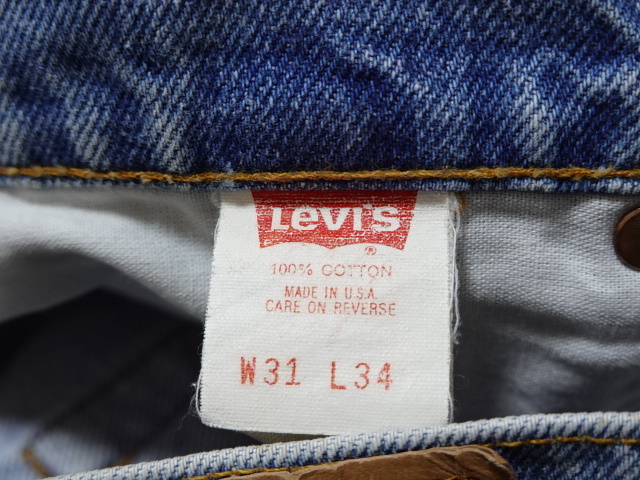 Levi's
®
100% COTTON
MADE IN U.S.A.
CARE ON REVERSE
W31 L34